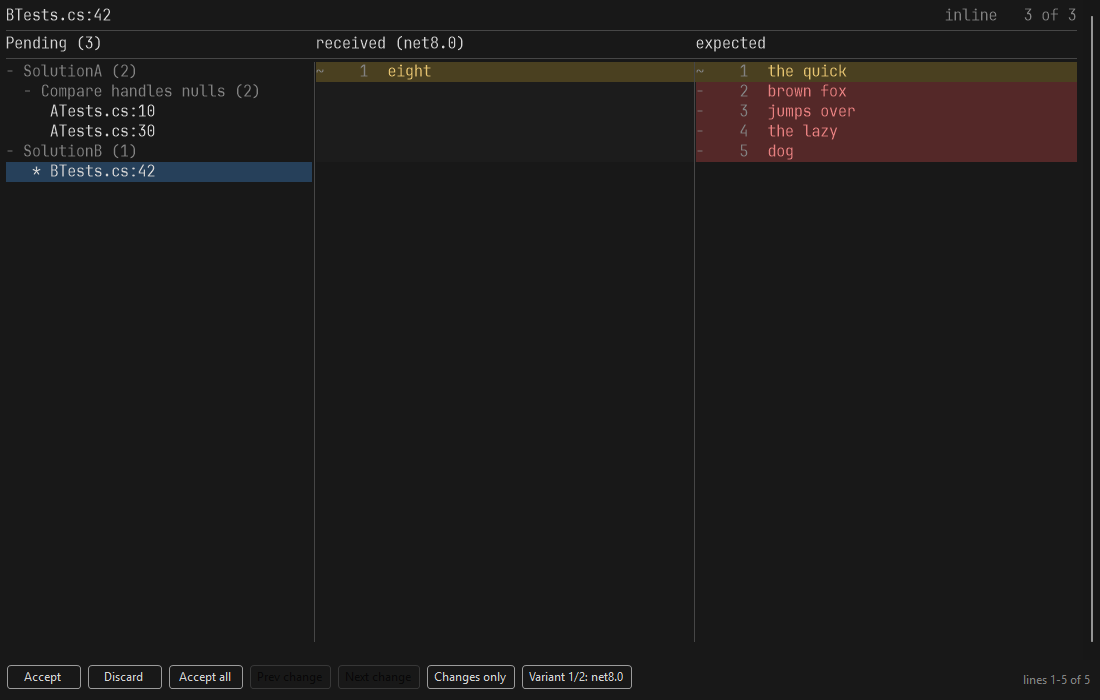 BTests.cs:42 inline 3 of 3
Pending (3) received (net8.0) expected
- SolutionA (2) ~ 1 eight ~ 1 the quick
- Compare handles nulls (2) - 2 brown fox
ATests.cs:10 - 3 jumps over
ATests.cs:30 - 4 the lazy
- SolutionB (1) - 5 dog
* BTests.cs:42
Accept Discard Accept all Prev change Next change Changes only Variant 1/2: net8.0 lines 1-5 of 5